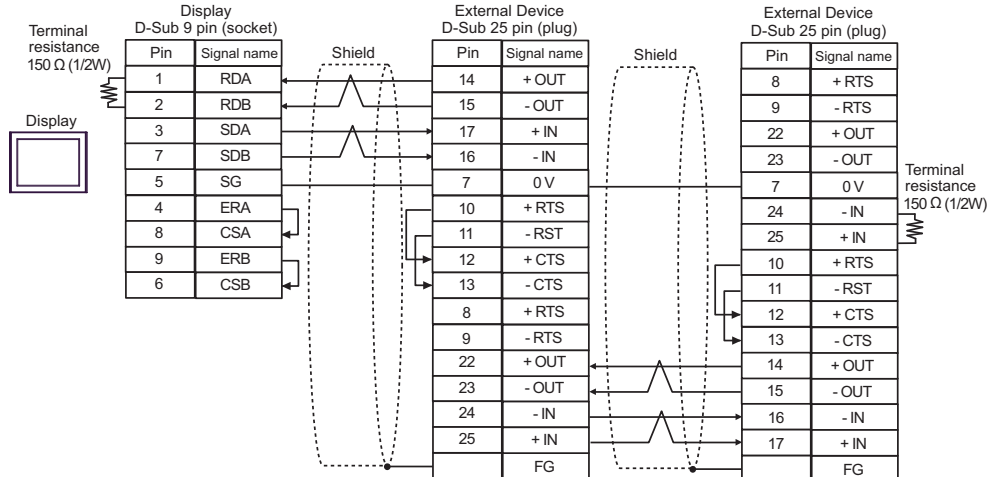 Display
D-Sub 9 pin (socket)
External Device
D-Sub 25 pin (plug)
External Device
D-Sub 25 pin (plug)
Terminal
resistance
150 Ω (1/2W)
Display
Pin Signal name
1 RDA
2 RDB
3 SDA
7 SDB
5 SG
4 ERA
8 CSA
9 ERB
6 CSB
Shield
Pin Signal name
14 + OUT
15 - OUT
17 + IN
16 - IN
7 0 V
10 + RTS
11 - RST
12 + CTS
13 - CTS
8 + RTS
9 - RTS
22 + OUT
23 - OUT
24 - IN
25 + IN
FG
Shield
Pin Signal name
8 + RTS
9 - RTS
22 + OUT
23 - OUT
7 0 V
24 - IN
25 + IN
10 + RTS
11 - RST
12 + CTS
13 - CTS
14 + OUT
15 - OUT
16 - IN
17 + IN
FG
Terminal
resistance
150 Ω (1/2W)